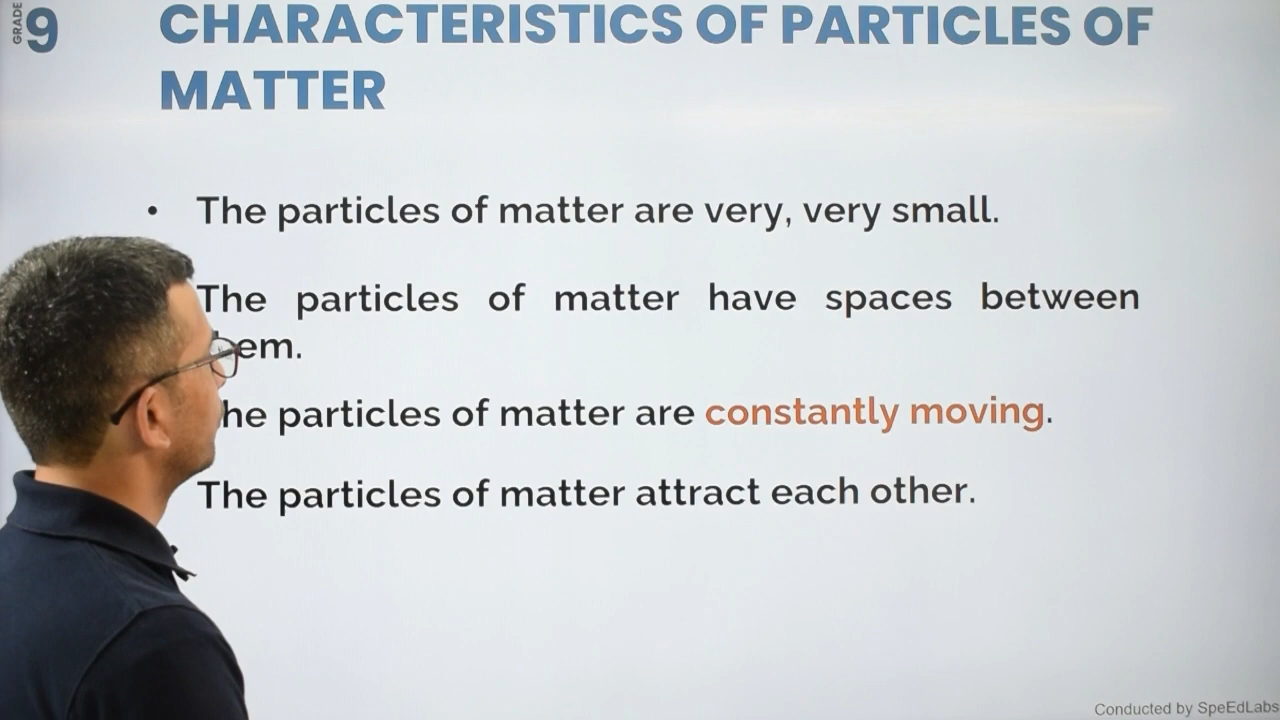 GRADE
9
CHARACTERISTICS OF PARTICLES OF
MATTER
• The particles of matter are very, very small.
The particles of matter have spaces between
em.
he particles of matter are constantly moving.
The particles of matter attract each other.
Conducted by SpeEdLabs